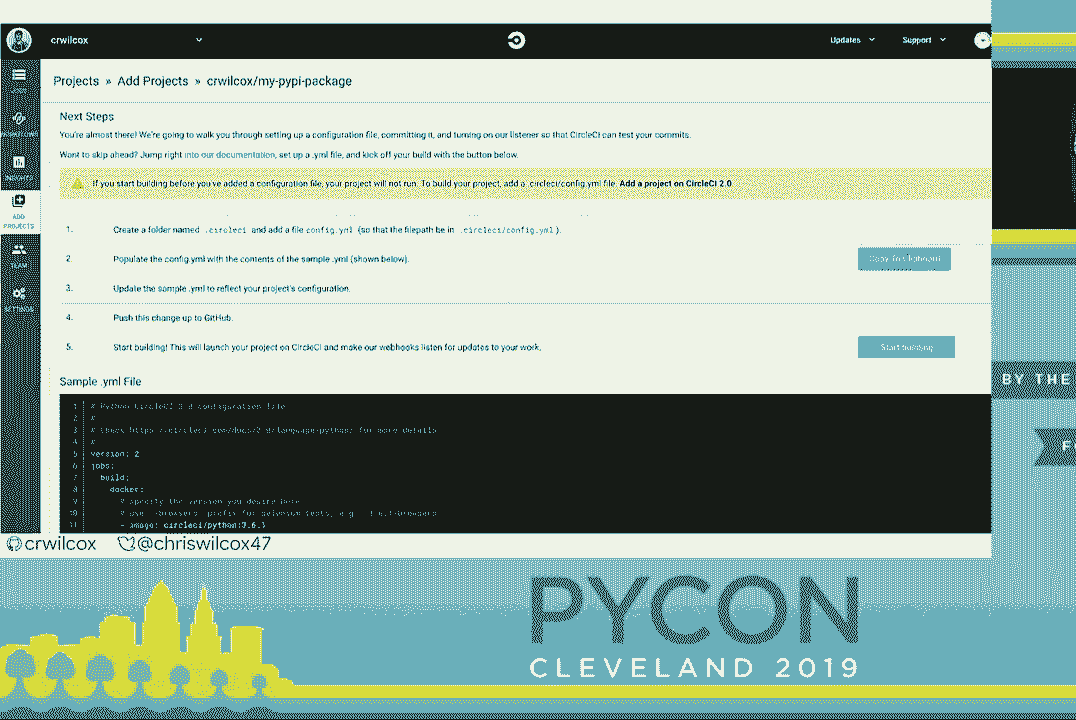 crwilcox
Updates
Support
Projects » Add Projects » crwilcox/my-pypi-package
Next Steps
You're almost there! We're going to walk you through setting up a configuration file, committing it, and turning on our listener so that CircleCI can test your commits.
Want to skip ahead? Jump right into our documentation, set up a .yml file, and kick off your build with the button below.
If you start building before you've added a configuration file, your project will not run. To build your project, add a .circleci/config.yml file. Add a project on CircleCI 2.0.
INSIGHTS
ADD PROJECTS
TEAM
SETTINGS
1. Create a folder named .circleci and add a file config.yml (so that the filepath be in .circleci/config.yml).
2. Populate the config.yml with the contents of the sample .yml (shown below).
Copy To Clipboard
3. Update the sample .yml to reflect your project's configuration.
4. Push this change up to GitHub.
5. Start building! This will launch your project on CircleCI and make our webhooks listen for updates to your work.
Start building
Sample .yml File
1 # Python CircleCI 2.0 configuration file
2 #
3 # Check https://circleci.com/docs/2.0/language-python/ for more details
4 #
5 version: 2
6 jobs:
7 build:
8 docker:
9 # specify the version you desire here
10 # use `-browsers` prefix for selenium tests, e.g. `3.6.1-browsers`
11 - image: circleci/python:3.6.1
crwilcox @chriswilcox47
BY THE
PYCON
CLEVELAND 2019